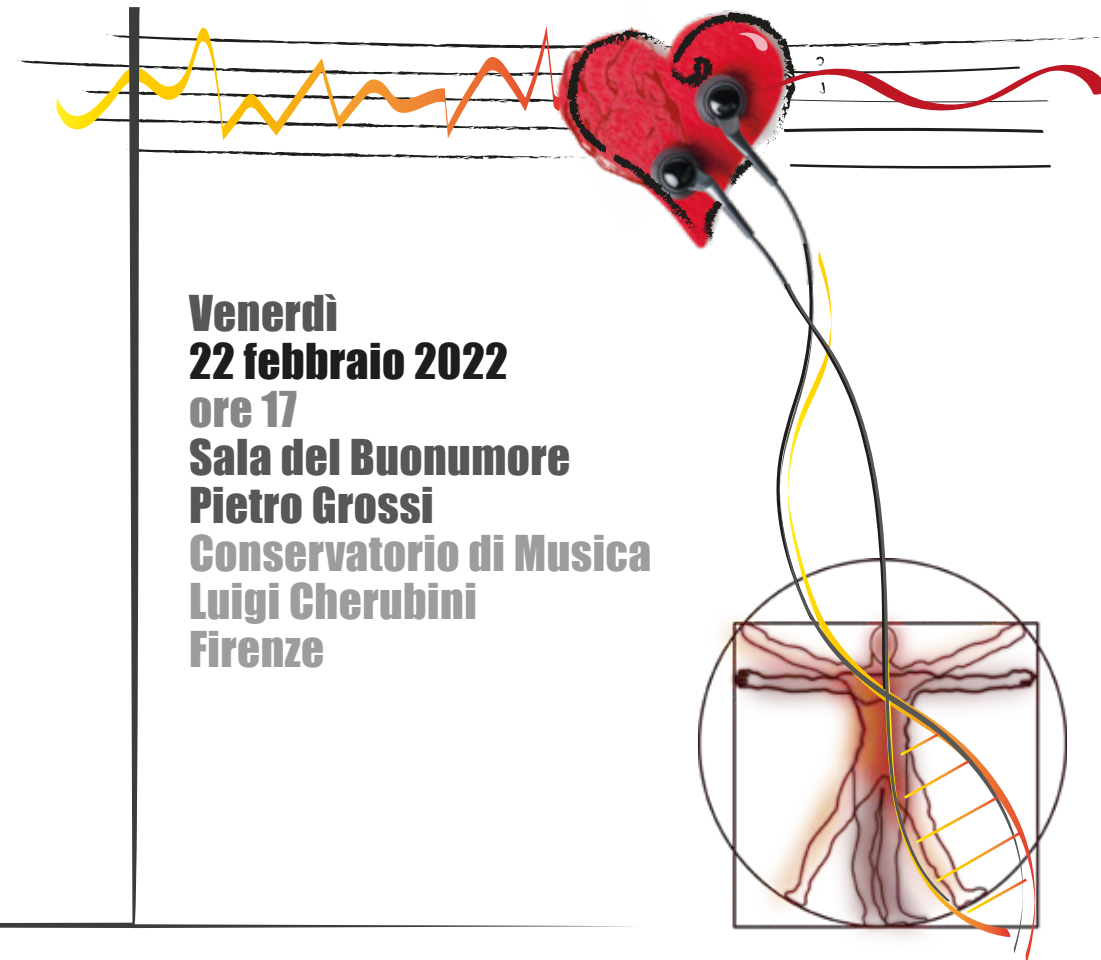 Venerdì
22 febbraio 2022
ore 17
Sala del Buonumore
Pietro Grossi
Conservatorio di Musica
Luigi Cherubini
Firenze